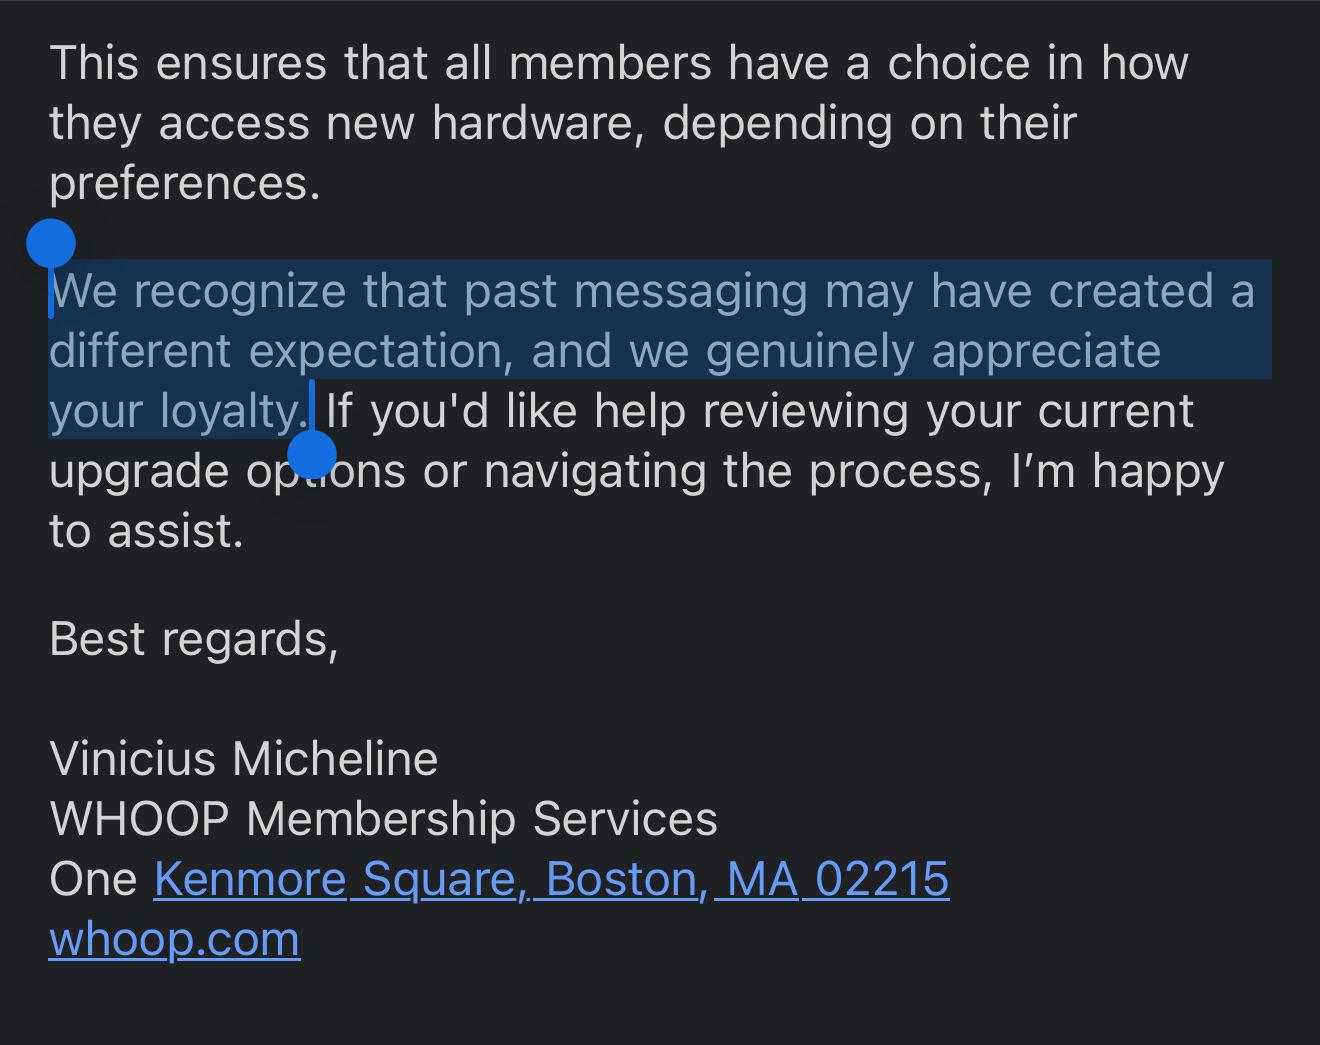 This ensures that all members have a choice in how
they access new hardware, depending on their
preferences.
We recognize that past messaging may have created a
different expectation, and we genuinely appreciate
your loyalty. If you'd like help reviewing your current
upgrade options or navigating the process, I’m happy
to assist.
Best regards,
Vinicius Micheline
WHOOP Membership Services
One Kenmore Square, Boston, MA 02215
whoop.com